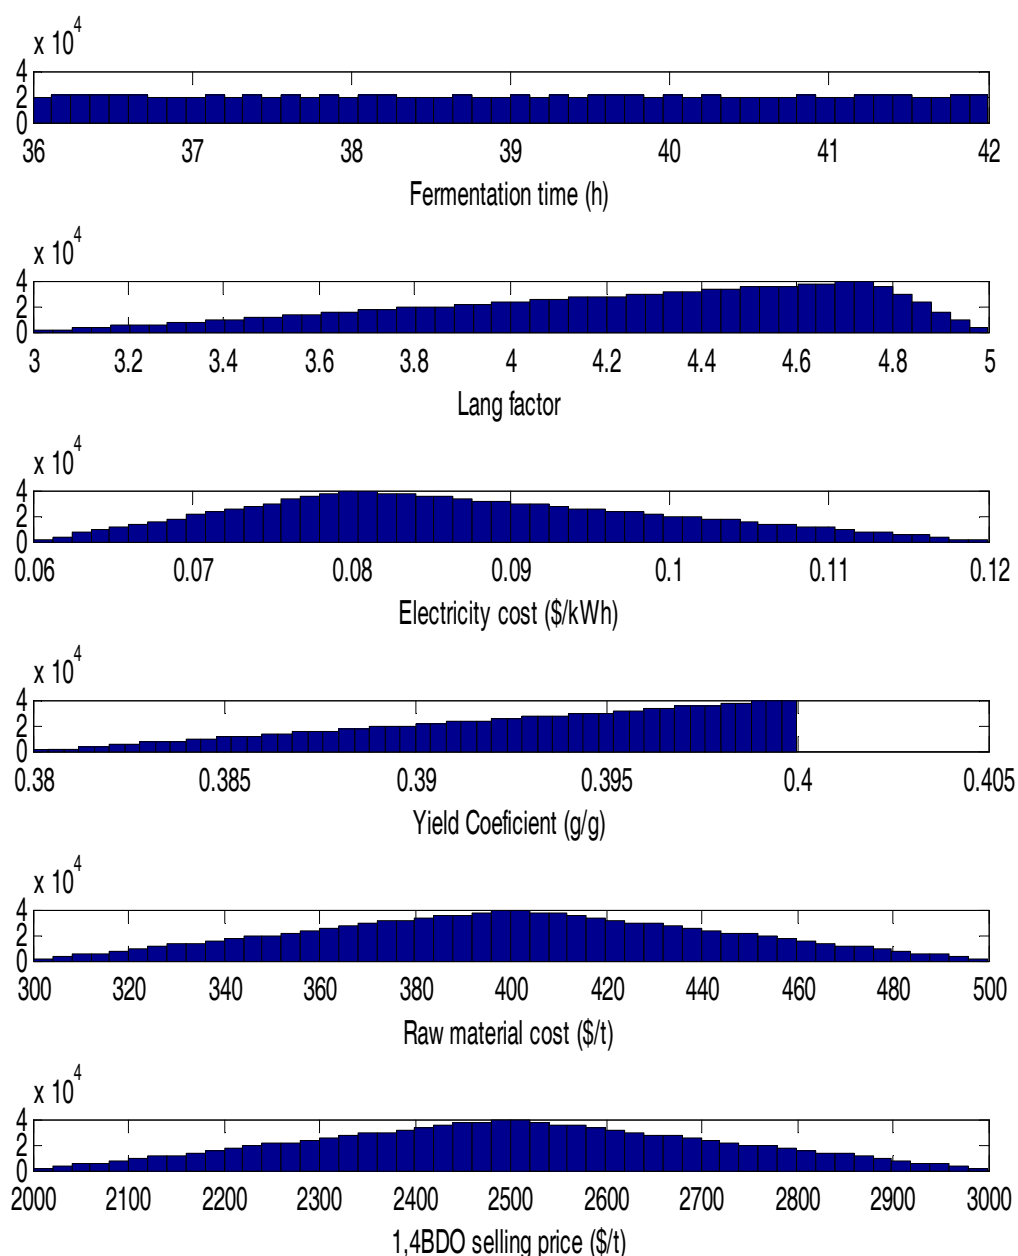 x 10^4
4
2
0
36 37 38 39 40 41 42
Fermentation time (h)
x 10^4
4
2
0
3 3.2 3.4 3.6 3.8 4 4.2 4.4 4.6 4.8 5
Lang factor
x 10^4
4
2
0
0.06 0.07 0.08 0.09 0.1 0.11 0.12
Electricity cost ($/kWh)
x 10^4
4
2
0
0.38 0.385 0.39 0.395 0.4 0.405
Yield Coeficient (g/g)
x 10^4
4
2
0
300 320 340 360 380 400 420 440 460 480 500
Raw material cost ($/t)
x 10^4
4
2
0
2000 2100 2200 2300 2400 2500 2600 2700 2800 2900 3000
1,4BDO selling price ($/t)